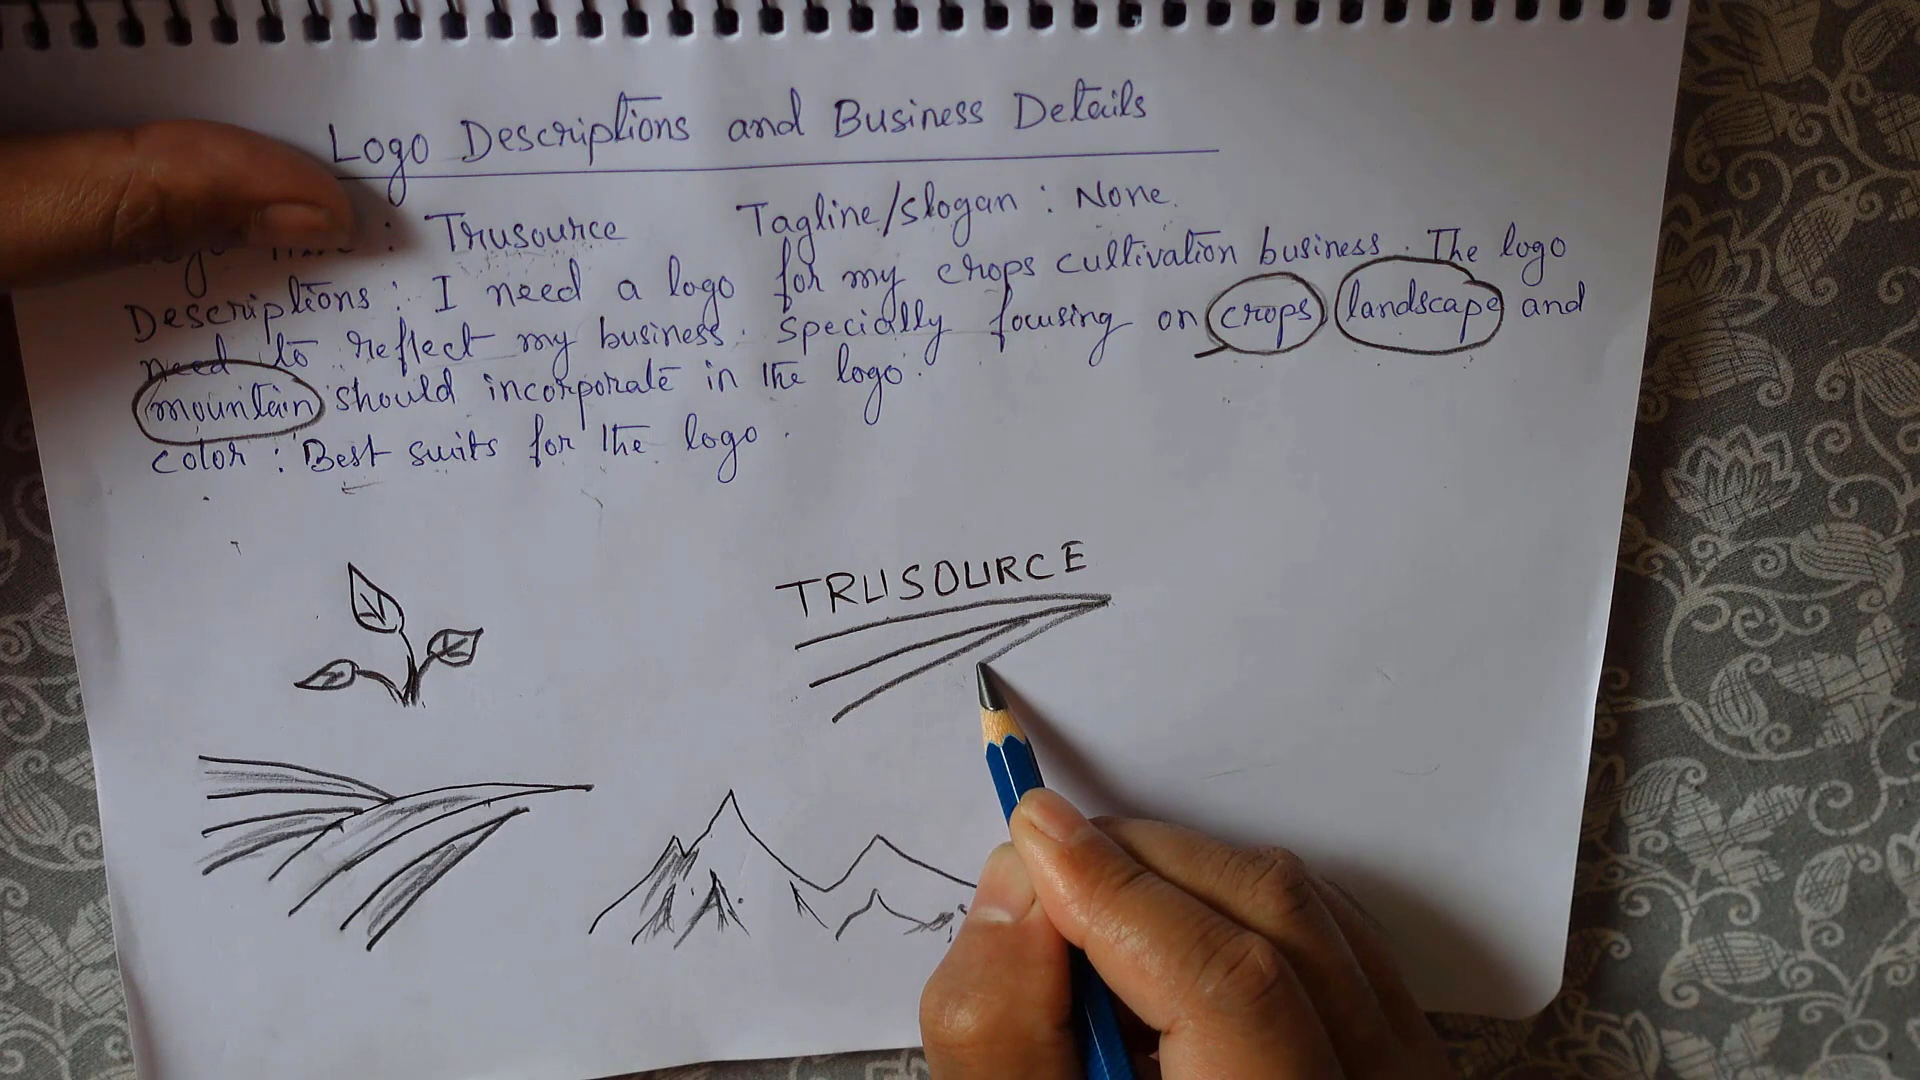 Logo Descriptions and Business Details
: Trusource Tagline/slogan : None.
Descriptions : I need a logo for my crops cultivation business. The logo
need to reflect my business. Specially focusing on crops landscape and
mountain should incorporate in the logo.
Color : Best suits for the logo.
TRUSOURCE